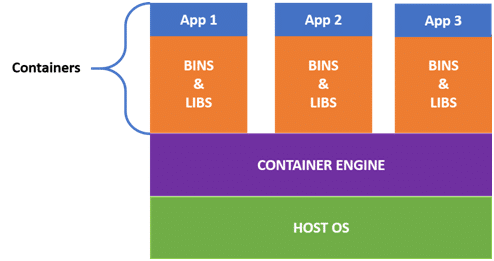 App 1
App 2
App 3
Containers
BINS
&
LIBS
BINS
&
LIBS
BINS
&
LIBS
CONTAINER ENGINE
HOST OS